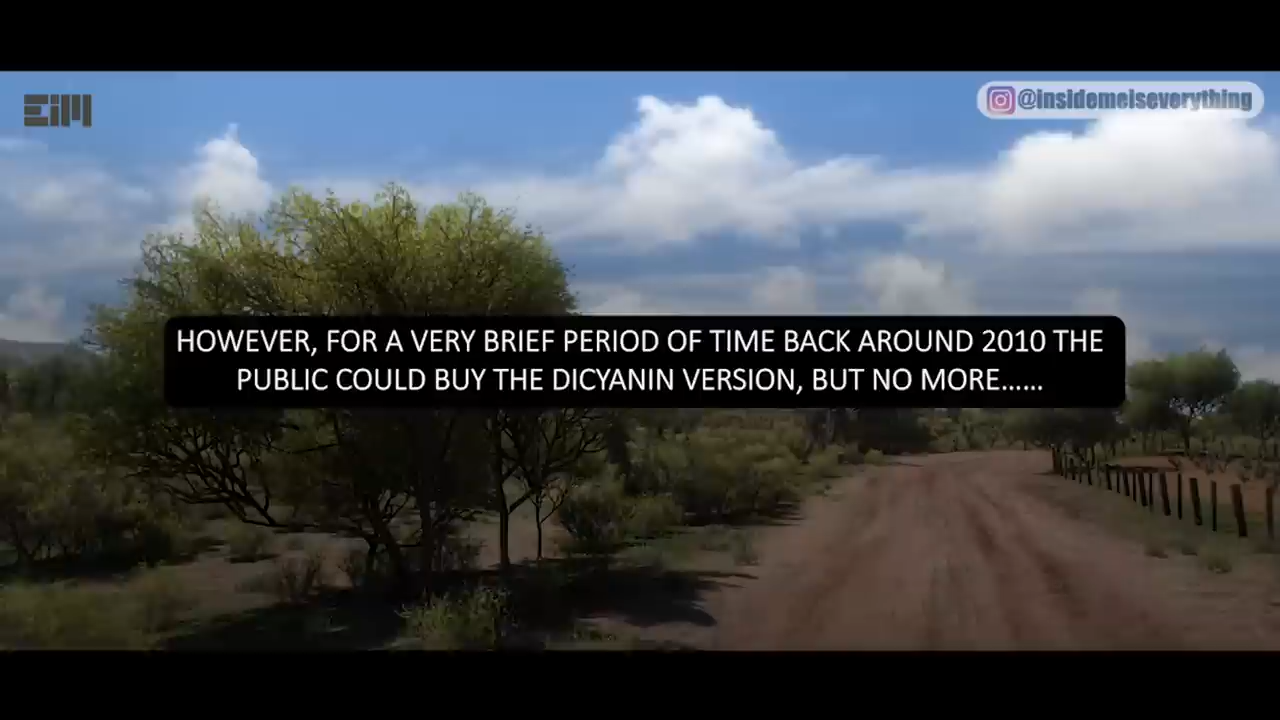 EiM
@insidemeiseverything
HOWEVER, FOR A VERY BRIEF PERIOD OF TIME BACK AROUND 2010 THE
PUBLIC COULD BUY THE DICYANIN VERSION, BUT NO MORE......